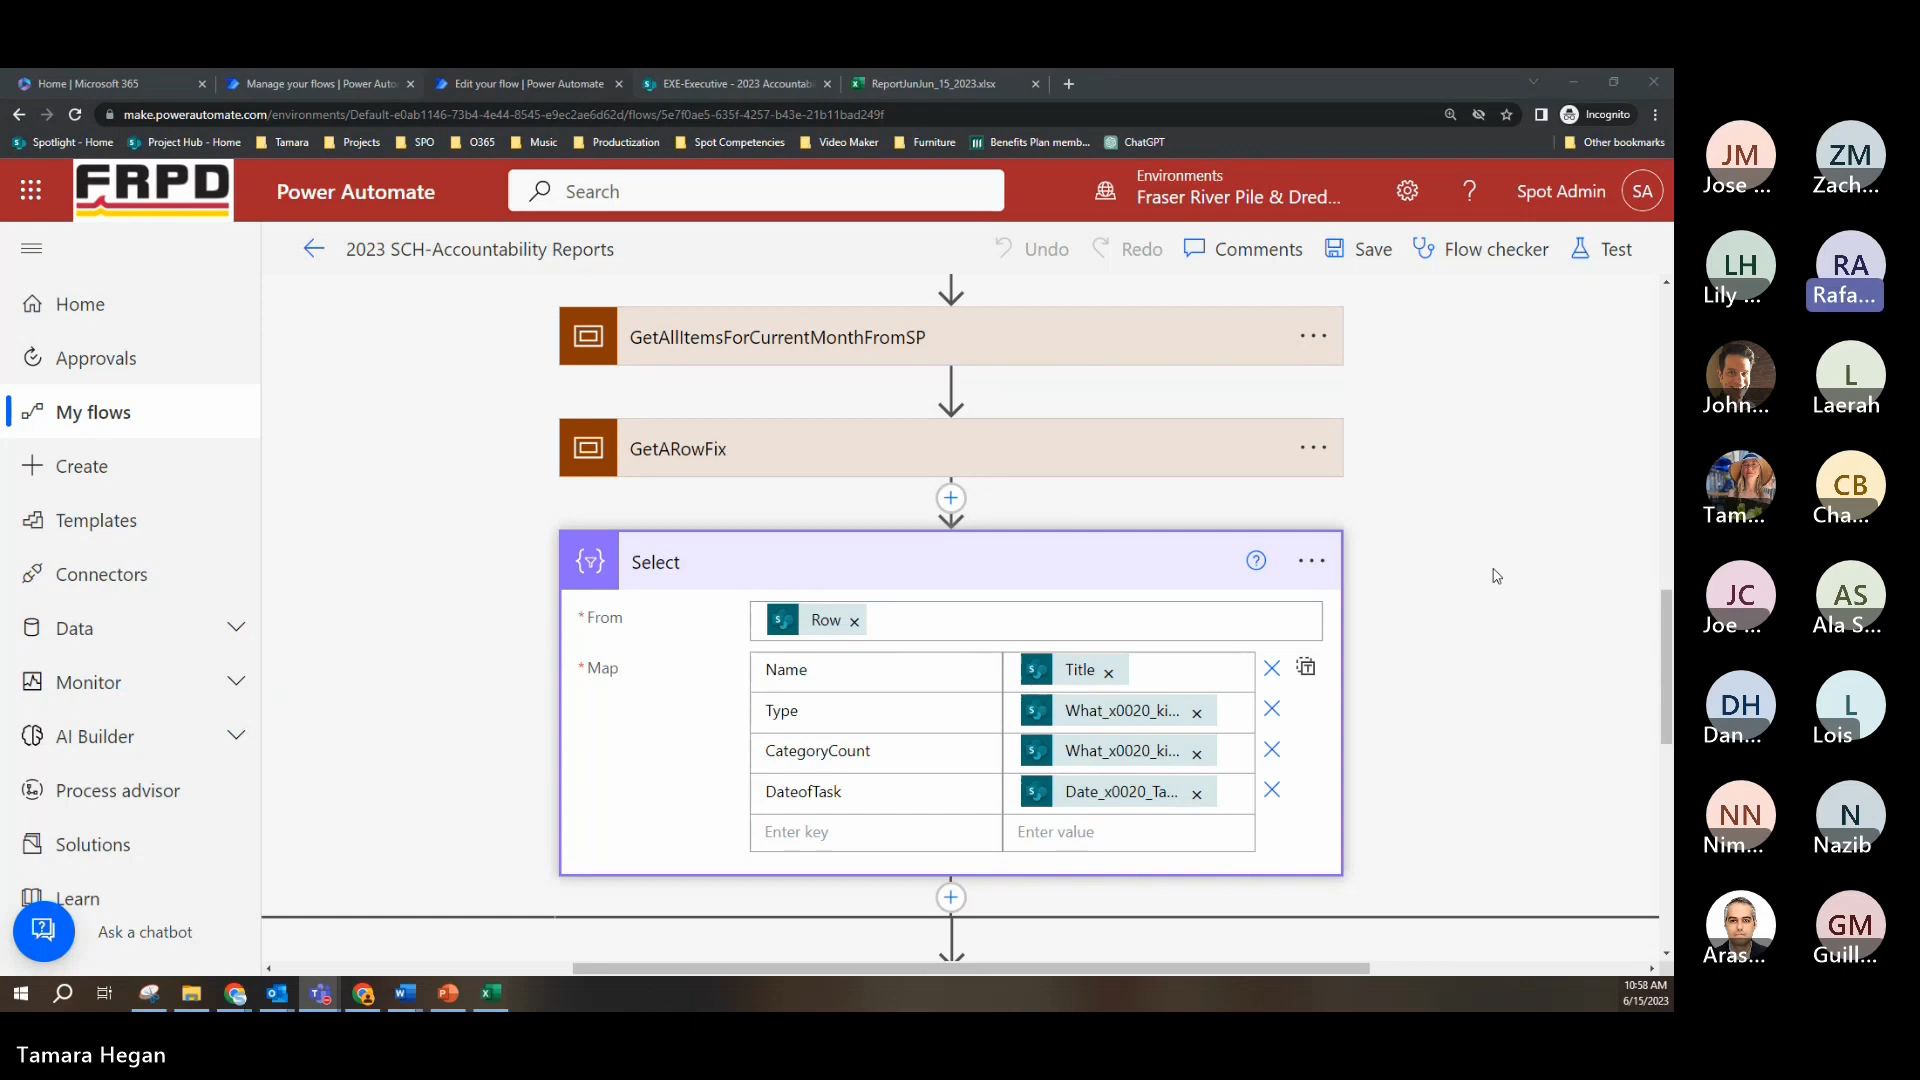 Home | Microsoft 365
Manage your flows | Power Auto
Edit your flow | Power Automate
EXE-Executive - 2023 Accountabi
ReportJunJun_15_2023.xlsx
make.powerautomate.com/environments/Default-e0ab1146-73b4-4e44-8545-e9ec2ae6d62d/flows/5e7f0ae5-635f-4257-b43e-21b11bad249f
Incognito
Spotlight - Home
Project Hub - Home
Tamara
Projects
SPO
O365
Music
Productization
Spot Competencies
Video Maker
Furniture
Benefits Plan memb...
ChatGPT
Other bookmarks
FRPD
Power Automate
Search
Environments
Fraser River Pile & Dred...
?
Spot Admin
SA
2023 SCH-Accountability Reports
Undo
Redo
Comments
Save
Flow checker
Test
Home
Approvals
My flows
Create
Templates
Connectors
Data
Monitor
AI Builder
Process advisor
Solutions
Learn
Ask a chatbot
GetAllItemsForCurrentMonthFromSP
GetARowFix
Select
* From
Row
* Map
Name
Title
Type
What_x0020_ki...
CategoryCount
What_x0020_ki...
DateofTask
Date_x0020_Ta...
Enter key
Enter value
10:58 AM
6/15/2023
JM
Jose ...
ZM
Zach...
LH
Lily ...
RA
Rafa...
John...
L
Laerah
Tam...
CB
Cha...
JC
Joe ...
AS
Ala S...
DH
Dan...
L
Lois
NN
Nim...
N
Nazib
Aras...
GM
Guill...
Tamara Hegan